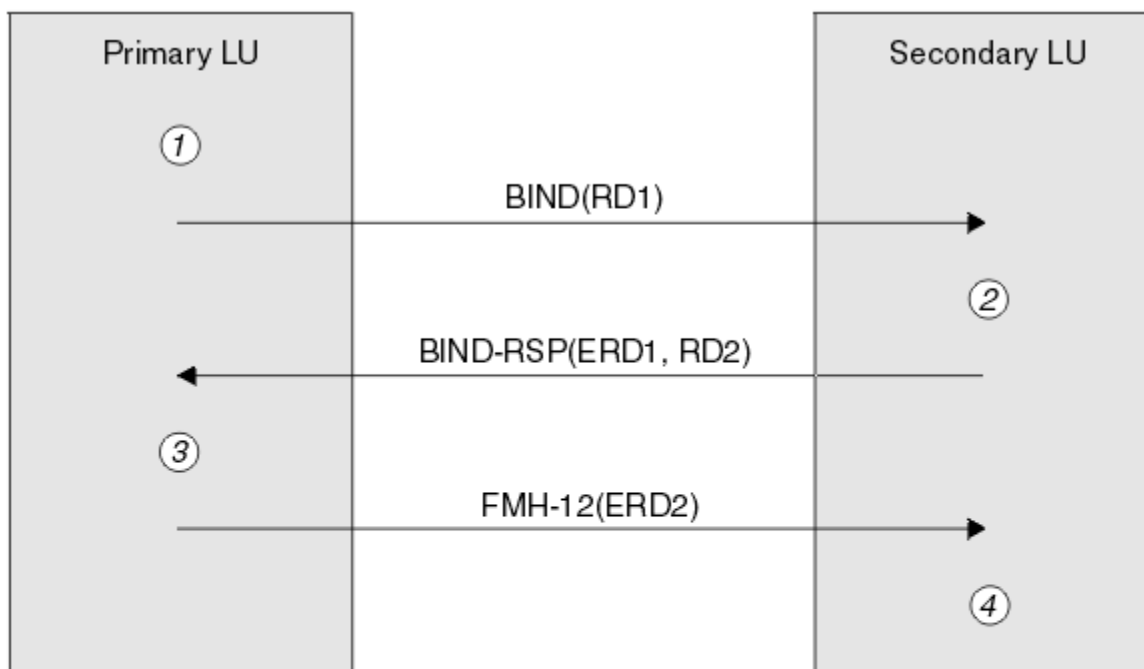 Primary LU
Secondary LU
1
BIND(RD1)
2
BIND-RSP(ERD1, RD2)
3
FMH-12(ERD2)
4